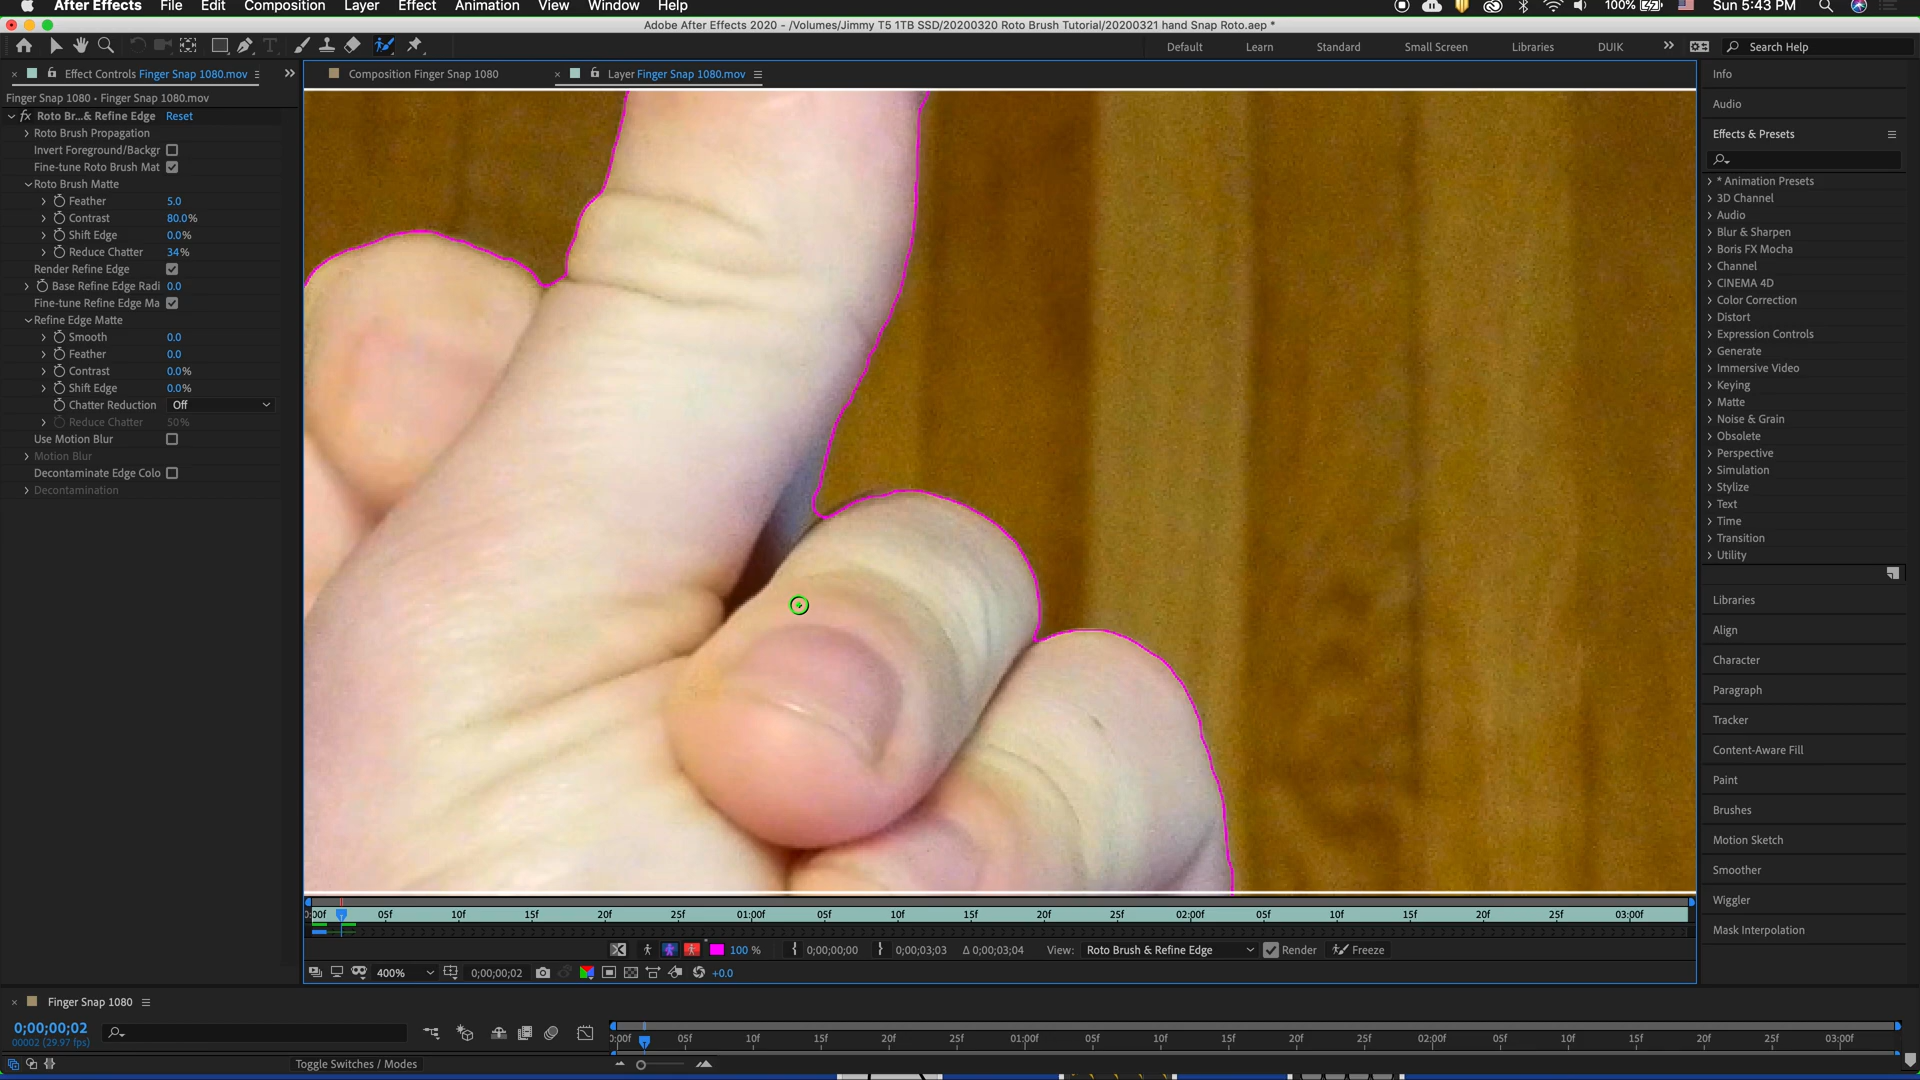 After Effects File Edit Composition Layer Effect Animation View Window Help 100% Sun 5:43 PM
Adobe After Effects 2020 - /Volumes/Jimmy T5 1TB SSD/20200320 Roto Brush Tutorial/20200321 hand Snap Roto.aep *
Default Learn Standard Small Screen Libraries DUIK Search Help
Effect Controls Finger Snap 1080.mov
Composition Finger Snap 1080
Layer Finger Snap 1080.mov
Finger Snap 1080 • Finger Snap 1080.mov
fx Roto Br...& Refine Edge Reset
Roto Brush Propagation
Invert Foreground/Backgr
Fine-tune Roto Brush Mat
Roto Brush Matte
Feather 5.0
Contrast 80.0%
Shift Edge 0.0%
Reduce Chatter 34%
Render Refine Edge
Base Refine Edge Radi 0.0
Fine-tune Refine Edge Ma
Refine Edge Matte
Smooth 0.0
Feather 0.0
Contrast 0.0%
Shift Edge 0.0%
Chatter Reduction Off
Reduce Chatter 50%
Use Motion Blur
Motion Blur
Decontaminate Edge Colo
Decontamination
Info
Audio
Effects & Presets
* Animation Presets
3D Channel
Audio
Blur & Sharpen
Boris FX Mocha
Channel
CINEMA 4D
Color Correction
Distort
Expression Controls
Generate
Immersive Video
Keying
Matte
Noise & Grain
Obsolete
Perspective
Simulation
Stylize
Text
Time
Transition
Utility
Libraries
Align
Character
Paragraph
Tracker
Content-Aware Fill
Paint
Brushes
Motion Sketch
Smoother
Wiggler
Mask Interpolation
:00f 05f 10f 15f 20f 25f 01:00f 05f 10f 15f 20f 25f 02:00f 05f 10f 15f 20f 25f 03:00f
100 % 0;00;00;00 0;00;03;03 Δ 0;00;03;04 View: Roto Brush & Refine Edge Render Freeze
400% 0;00;00;02 +0.0
Finger Snap 1080
0;00;00;02
00002 (29.97 fps)
:00f 05f 10f 15f 20f 25f 01:00f 05f 10f 15f 20f 25f 02:00f 05f 10f 15f 20f 25f 03:00f
Toggle Switches / Modes